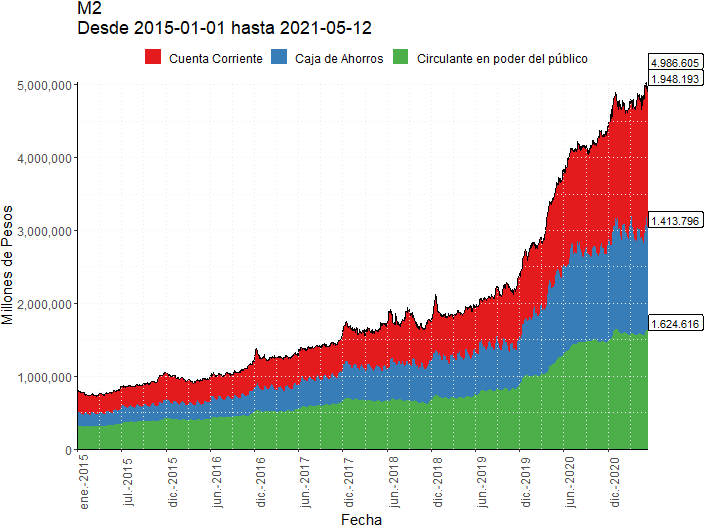 M2
Desde 2015-01-01 hasta 2021-05-12
Cuenta Corriente
Caja de Ahorros
Circulante en poder del público
4.986.605
1.948.193
1.413.796
1.624.616
5,000,000
4,000,000
3,000,000
2,000,000
1,000,000
0
Millones de Pesos
ene.-2015
jul.-2015
dic.-2015
jun.-2016
dic.-2016
jun.-2017
dic.-2017
jun.-2018
dic.-2018
jun.-2019
dic.-2019
jun.-2020
dic.-2020
Fecha